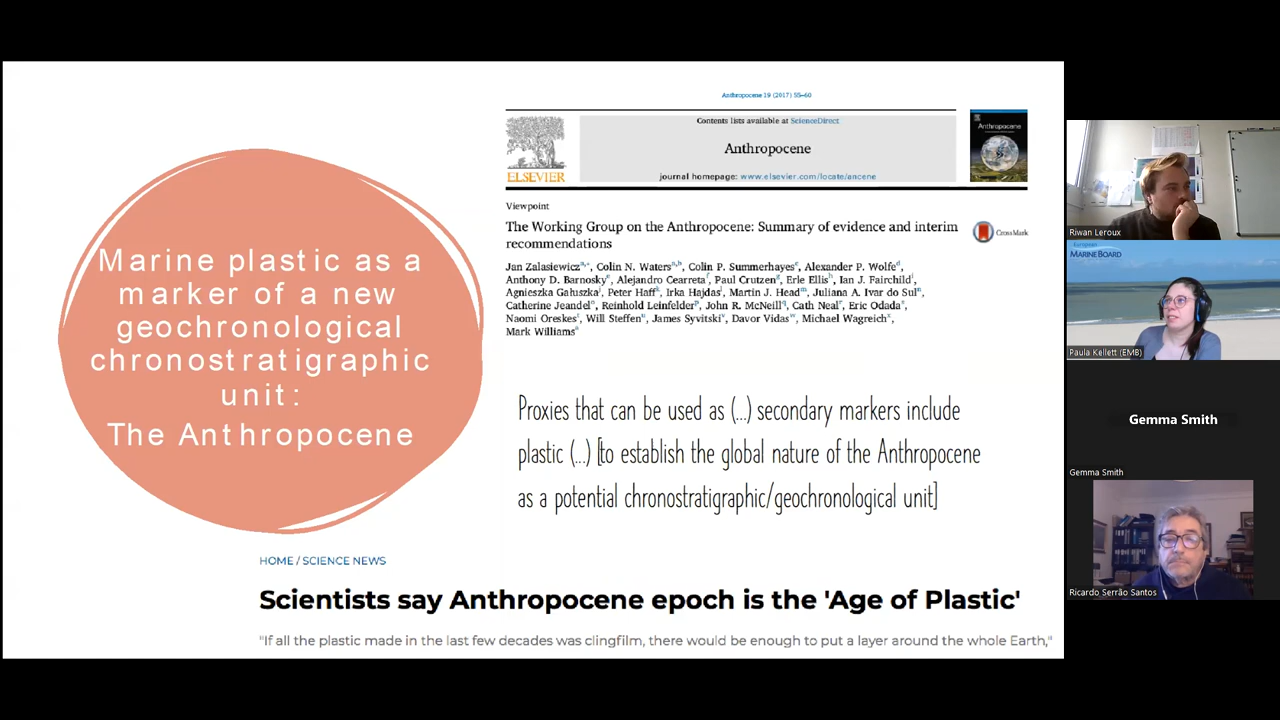 Marine plastic as a
marker of a new
geochronological
chronostratigraphic
unit:
The Anthropocene
Anthropocene 19 (2017) 55–60
Contents lists available at ScienceDirect
Anthropocene
journal homepage: www.elsevier.com/locate/ancene
ELSEVIER
Anthropocene
Viewpoint
The Working Group on the Anthropocene: Summary of evidence and interim
recommendations
CrossMark
Jan Zalasiewicz, Colin N. Waters, Colin P. Summerhayes, Alexander P. Wolfe,
Anthony D. Barnosky, Alejandro Cearreta, Paul Crutzen, Erle Ellis, Ian J. Fairchild,
Agnieszka Gałuszka, Peter Haff, Irka Hajdas, Martin J. Head, Juliana A. Ivar do Sul,
Catherine Jeandel, Reinhold Leinfelder, John R. McNeill, Cath Neal, Eric Odada,
Naomi Oreskes, Will Steffen, James Syvitski, Davor Vidas, Michael Wagreich,
Mark Williams
Proxies that can be used as (...) secondary markers include
plastic (...) [to establish the global nature of the Anthropocene
as a potential chronostratigraphic/geochronological unit]
HOME / SCIENCE NEWS
Scientists say Anthropocene epoch is the 'Age of Plastic'
"If all the plastic made in the last few decades was clingfilm, there would be enough to put a layer around the whole Earth,"
Riwan Leroux
European
MARINE BOARD
Paula Kellett (EMB)
Gemma Smith
Gemma Smith
Ricardo Serrão Santos